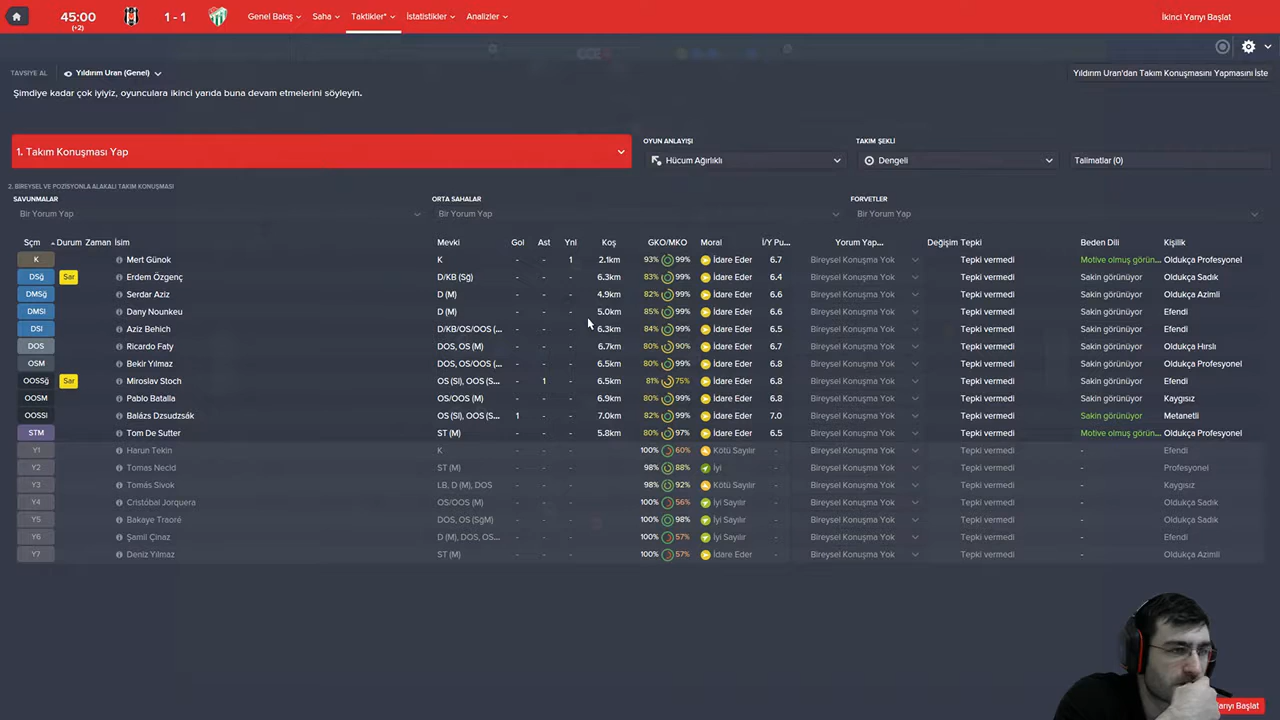 45:00 1 - 1 Genel Bakış Saha Taktikler* İstatistikler Analizler İkinci Yarıyı Başlat
(+2)
TAVSİYE AL Yıldırım Uran (Genel) Yıldırım Uran'dan Takım Konuşmasını Yapmasını İste
Şimdiye kadar çok iyiyiz, oyunculara ikinci yarıda buna devam etmelerini söyleyin.
OYUN ANLAYIŞI TAKIM ŞEKLİ
1. Takım Konuşması Yap Hücum Ağırlıklı Dengeli Talimatlar (0)
2. BİREYSEL VE POZİSYONLA ALAKALI TAKIM KONUŞMASI
SAVUNMALAR ORTA SAHALAR FORVETLER
Bir Yorum Yap Bir Yorum Yap Bir Yorum Yap
Sçm Durum Zaman İsim Mevki Gol Ast Ynl Koş GKO/MKO Moral İ/Y Pu... Yorum Yap... Değişim Tepki Beden Dili Kişilik
K Mert Günok K - - 1 2.1km 93% 99% İdare Eder 6.7 Bireysel Konuşma Yok Tepki vermedi Motive olmuş görün... Oldukça Profesyonel
DSğ Sar Erdem Özgenç D/KB (Sğ) - - - 6.3km 83% 99% İdare Eder 6.4 Bireysel Konuşma Yok Tepki vermedi Sakin görünüyor Oldukça Sadık
DMSğ Serdar Aziz D (M) - - - 4.9km 82% 99% İdare Eder 6.6 Bireysel Konuşma Yok Tepki vermedi Sakin görünüyor Oldukça Azimli
DMSl Dany Nounkeu D (M) - - - 5.0km 85% 99% İdare Eder 6.6 Bireysel Konuşma Yok Tepki vermedi Sakin görünüyor Efendi
DSl Aziz Behich D/KB/OS/OOS (... - - - 6.3km 84% 99% İdare Eder 6.5 Bireysel Konuşma Yok Tepki vermedi Sakin görünüyor Efendi
DOS Ricardo Faty DOS, OS (M) - - - 6.7km 80% 90% İdare Eder 6.7 Bireysel Konuşma Yok Tepki vermedi Sakin görünüyor Oldukça Hırslı
OSM Bekir Yılmaz DOS, OS/OOS (... - - - 6.5km 80% 99% İdare Eder 6.8 Bireysel Konuşma Yok Tepki vermedi Sakin görünüyor Oldukça Profesyonel
OOSSğ Sar Miroslav Stoch OS (Sl), OOS (S... - 1 - 6.5km 81% 75% İdare Eder 6.8 Bireysel Konuşma Yok Tepki vermedi Sakin görünüyor Efendi
OOSM Pablo Batalla OS/OOS (M) - - - 6.9km 80% 99% İdare Eder 6.8 Bireysel Konuşma Yok Tepki vermedi Sakin görünüyor Kaygısız
OOSSl Balázs Dzsudzsák OS (Sl), OOS (S... 1 - - 7.0km 82% 99% İdare Eder 7.0 Bireysel Konuşma Yok Tepki vermedi Sakin görünüyor Metanetli
STM Tom De Sutter ST (M) - - - 5.8km 80% 97% İdare Eder 6.5 Bireysel Konuşma Yok Tepki vermedi Motive olmuş görün... Oldukça Profesyonel
Y1 Harun Tekin K 100% 60% Kötü Sayılır Bireysel Konuşma Yok Tepki vermedi - Efendi
Y2 Tomas Necid ST (M) 98% 88% İyi Bireysel Konuşma Yok Tepki vermedi - Profesyonel
Y3 Tomás Sivok LB, D (M), DOS 98% 92% Kötü Sayılır Bireysel Konuşma Yok Tepki vermedi - Kaygısız
Y4 Cristóbal Jorquera OS/OOS (M) 100% 56% İyi Sayılır Bireysel Konuşma Yok Tepki vermedi - Oldukça Sadık
Y5 Bakaye Traoré DOS, OS (SğM) 100% 98% İyi Sayılır Bireysel Konuşma Yok Tepki vermedi - Oldukça Sadık
Y6 Şamil Çinaz D (M), DOS, OS... 100% 57% İyi Sayılır Bireysel Konuşma Yok Tepki vermedi - Efendi
Y7 Deniz Yılmaz ST (M) 100% 57% İdare Eder Bireysel Konuşma Yok Tepki vermedi - Oldukça Azimli
Başlat